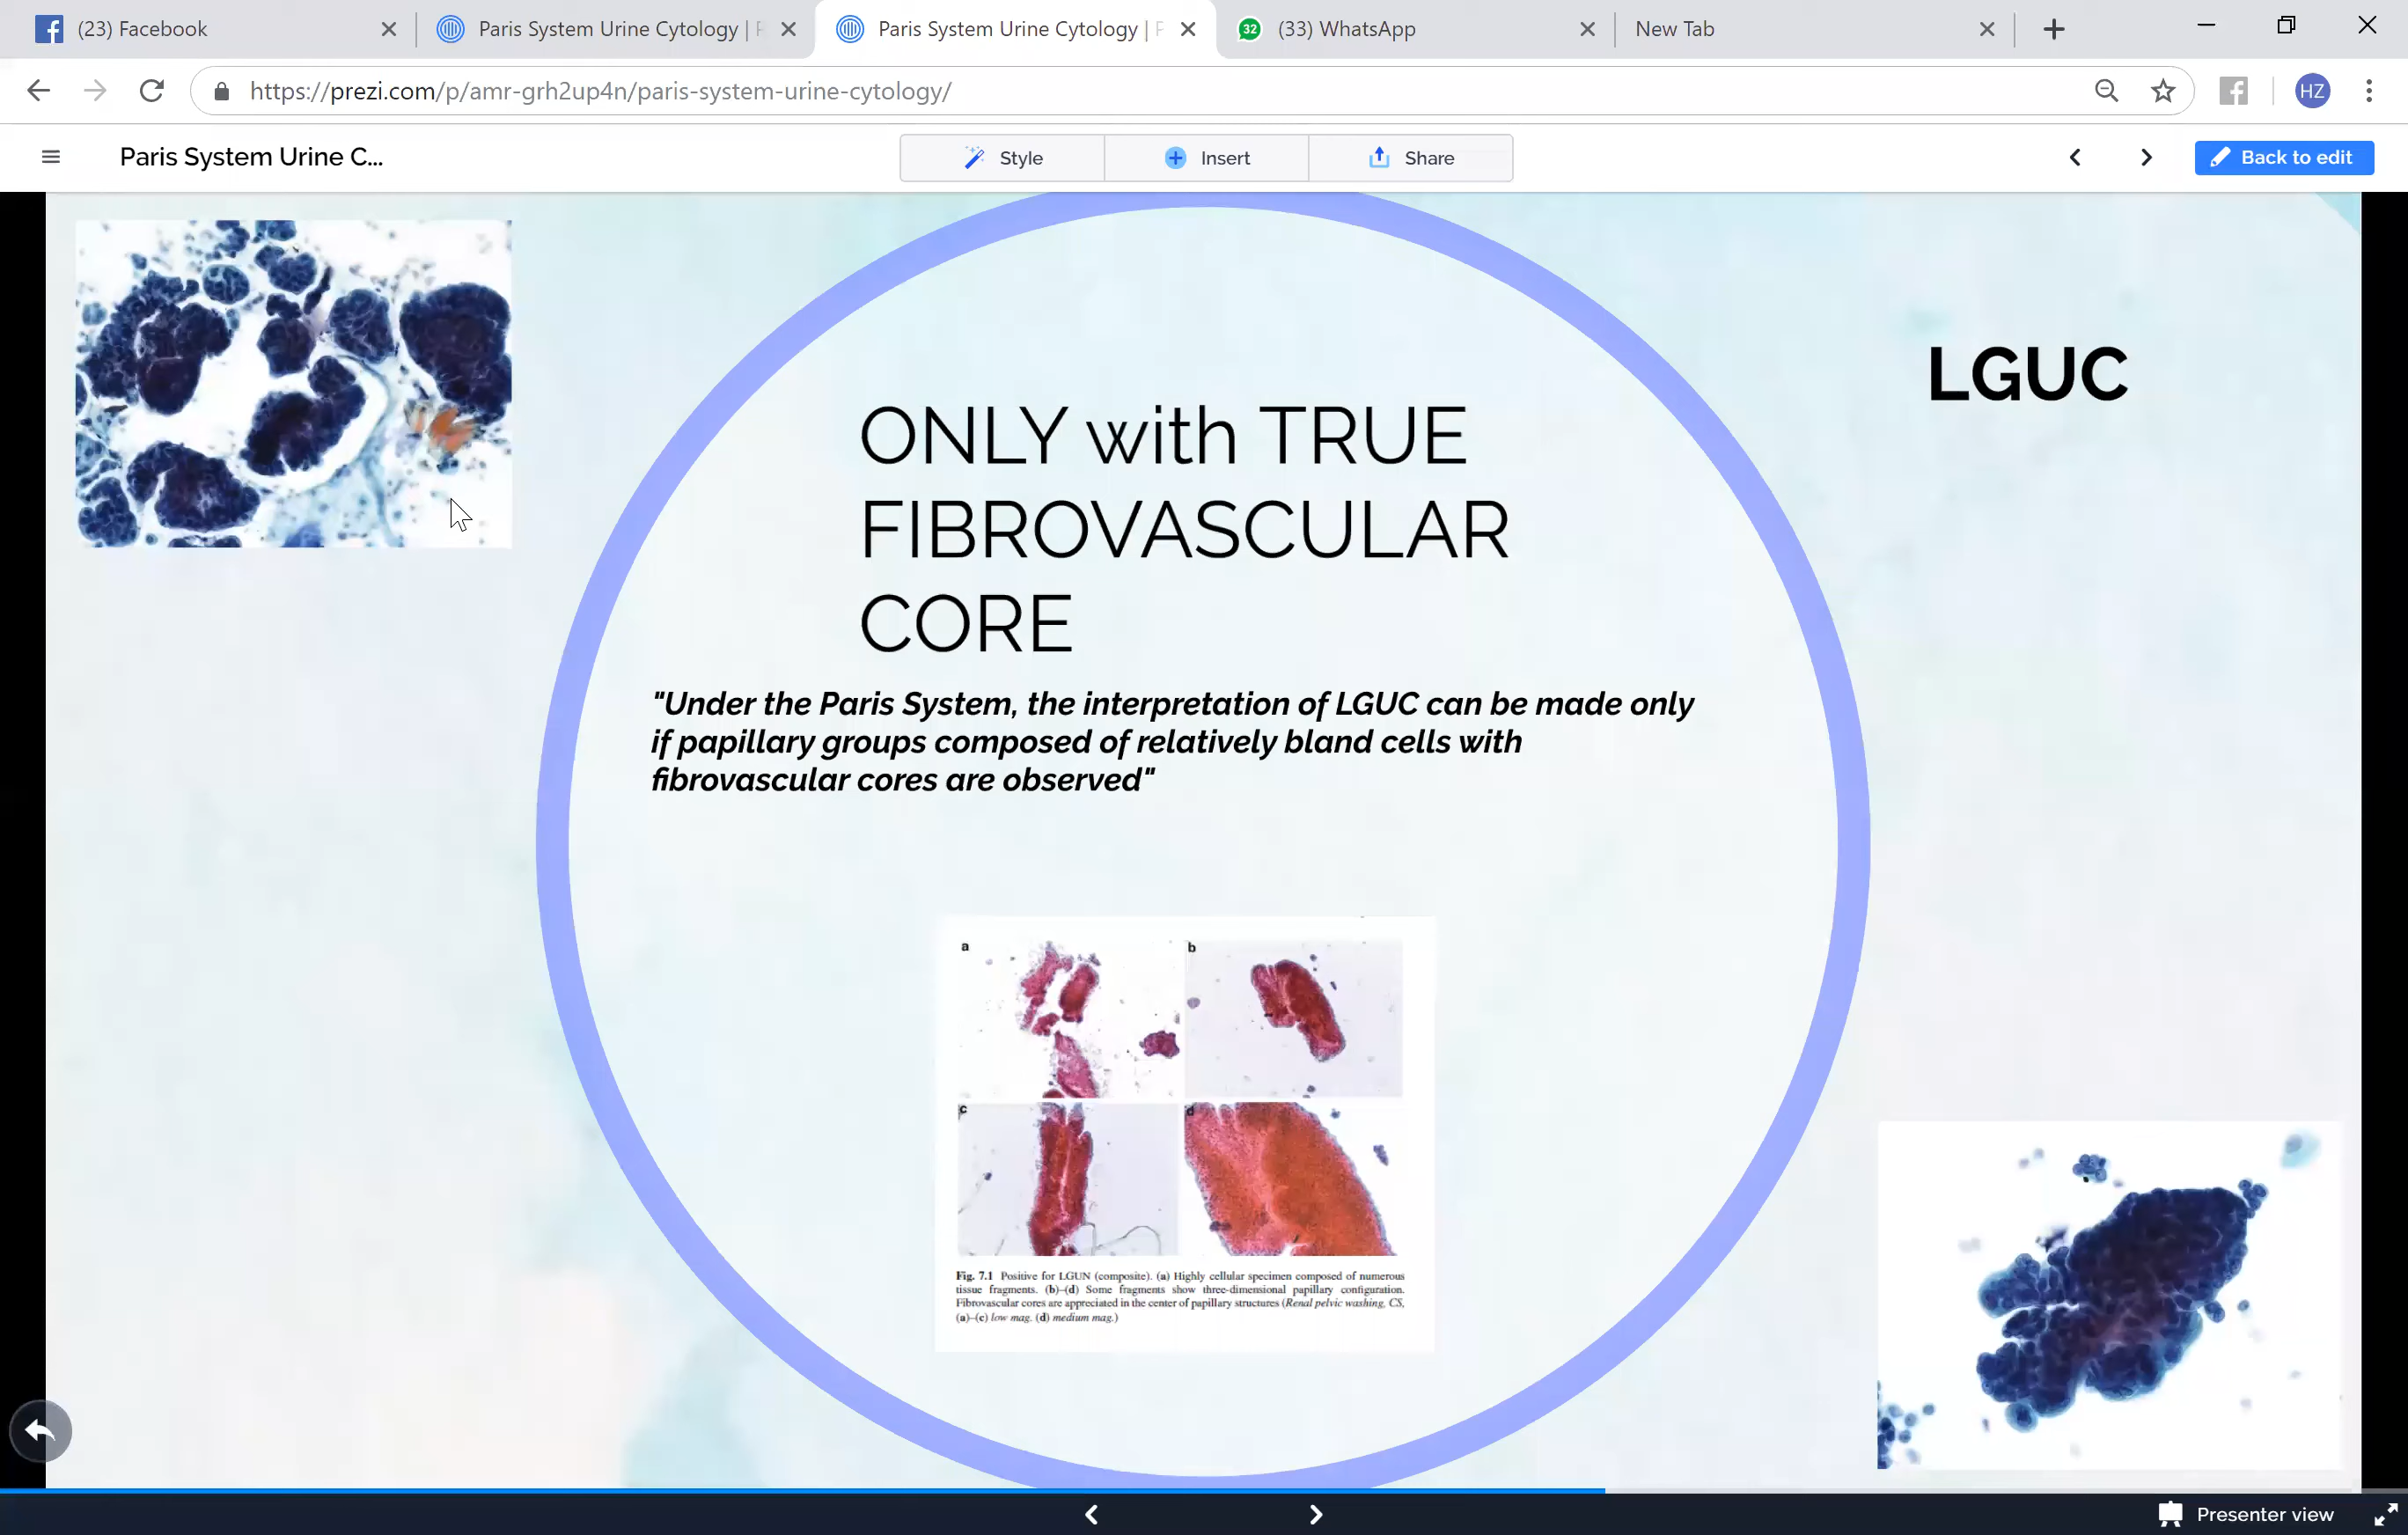 (23) Facebook
Paris System Urine Cytology |
Paris System Urine Cytology |
32
(33) WhatsApp
New Tab
https://prezi.com/p/amr-grh2up4n/paris-system-urine-cytology/
HZ
Paris System Urine C...
Style
Insert
Share
Back to edit
LGUC
ONLY with TRUE
FIBROVASCULAR
CORE
"Under the Paris System, the interpretation of LGUC can be made only
if papillary groups composed of relatively bland cells with
fibrovascular cores are observed"
a
b
c
d
Fig. 7.1 Positive for LGUN (composite). (a) Highly cellular specimen composed of numerous
tissue fragments. (b)–(d) Some fragments show three-dimensional papillary configuration.
Fibrovascular cores are appreciated in the center of papillary structures (Renal pelvic washing, CS,
(a)–(c) low mag. (d) medium mag.)
Presenter view